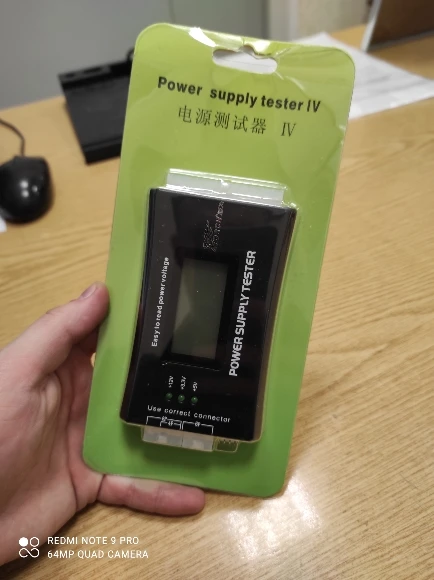 Power supply tester IV
电源测试器 IV
Easy to read power voltage
POWER SUPPLY TESTER
+12V
+3.3V
+5V
Use correct connector
REDMI NOTE 9 PRO
64MP QUAD CAMERA